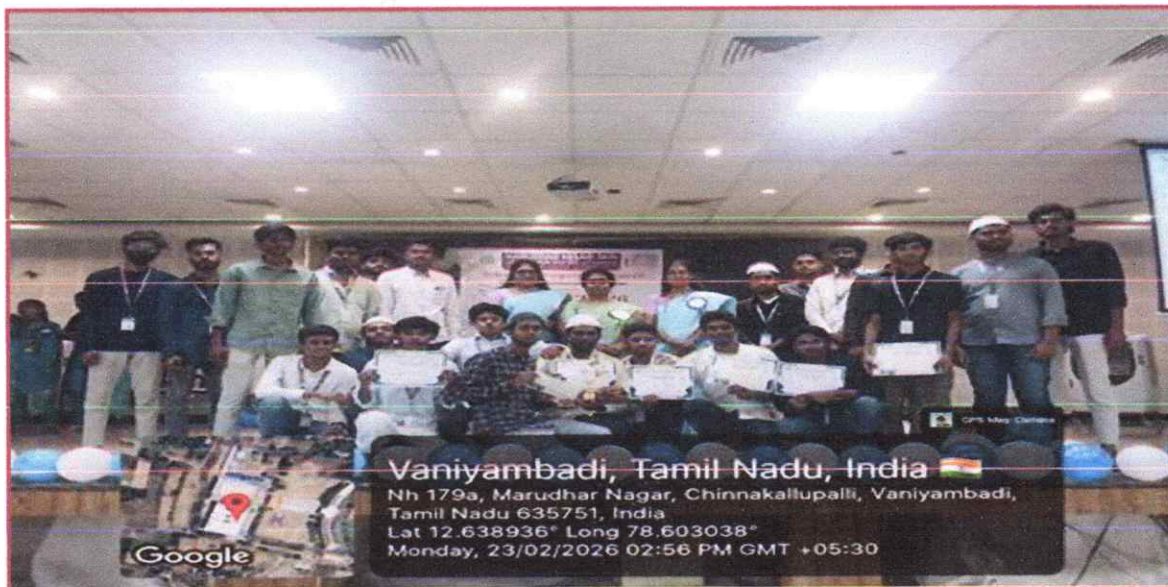 GPS Map Camera
Vaniyambadi, Tamil Nadu, India
Nh 179a, Marudhar Nagar, Chinnakallupalli, Vaniyambadi,
Tamil Nadu 635751, India
Lat 12.638936° Long 78.603038°
Monday, 23/02/2026 02:56 PM GMT +05:30
Google